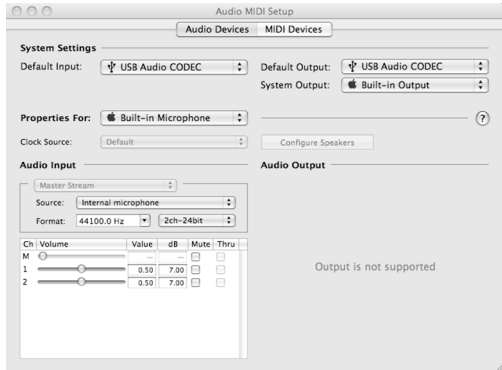 Audio MIDI Setup
Audio Devices MIDI Devices
System Settings
Default Input: USB Audio CODEC
Default Output: USB Audio CODEC
System Output: Built-in Output
Properties For: Built-in Microphone ?
Clock Source: Default
Configure Speakers
Audio Input
Audio Output
Master Stream
Source: Internal microphone
Format: 44100.0 Hz 2ch-24bit
Ch Volume Value dB Mute Thru
M -- --
1 0.50 7.00
2 0.50 7.00
Output is not supported